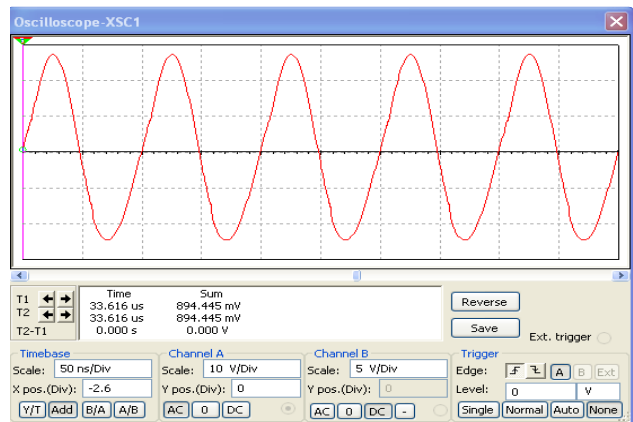 Oscilloscope-XSC1
Time Sum
T1 33.616 us 894.445 mV
T2 33.616 us 894.445 mV
T2-T1 0.000 s 0.000 V
Reverse
Save
Ext. trigger
Timebase
Scale: 50 ns/Div
X pos.(Div): -2.6
Y/T Add B/A A/B
Channel A
Scale: 10 V/Div
Y pos.(Div): 0
AC 0 DC
Channel B
Scale: 5 V/Div
Y pos.(Div): 0
AC 0 DC -
Trigger
Edge: A B Ext
Level: 0 V
Single Normal Auto None